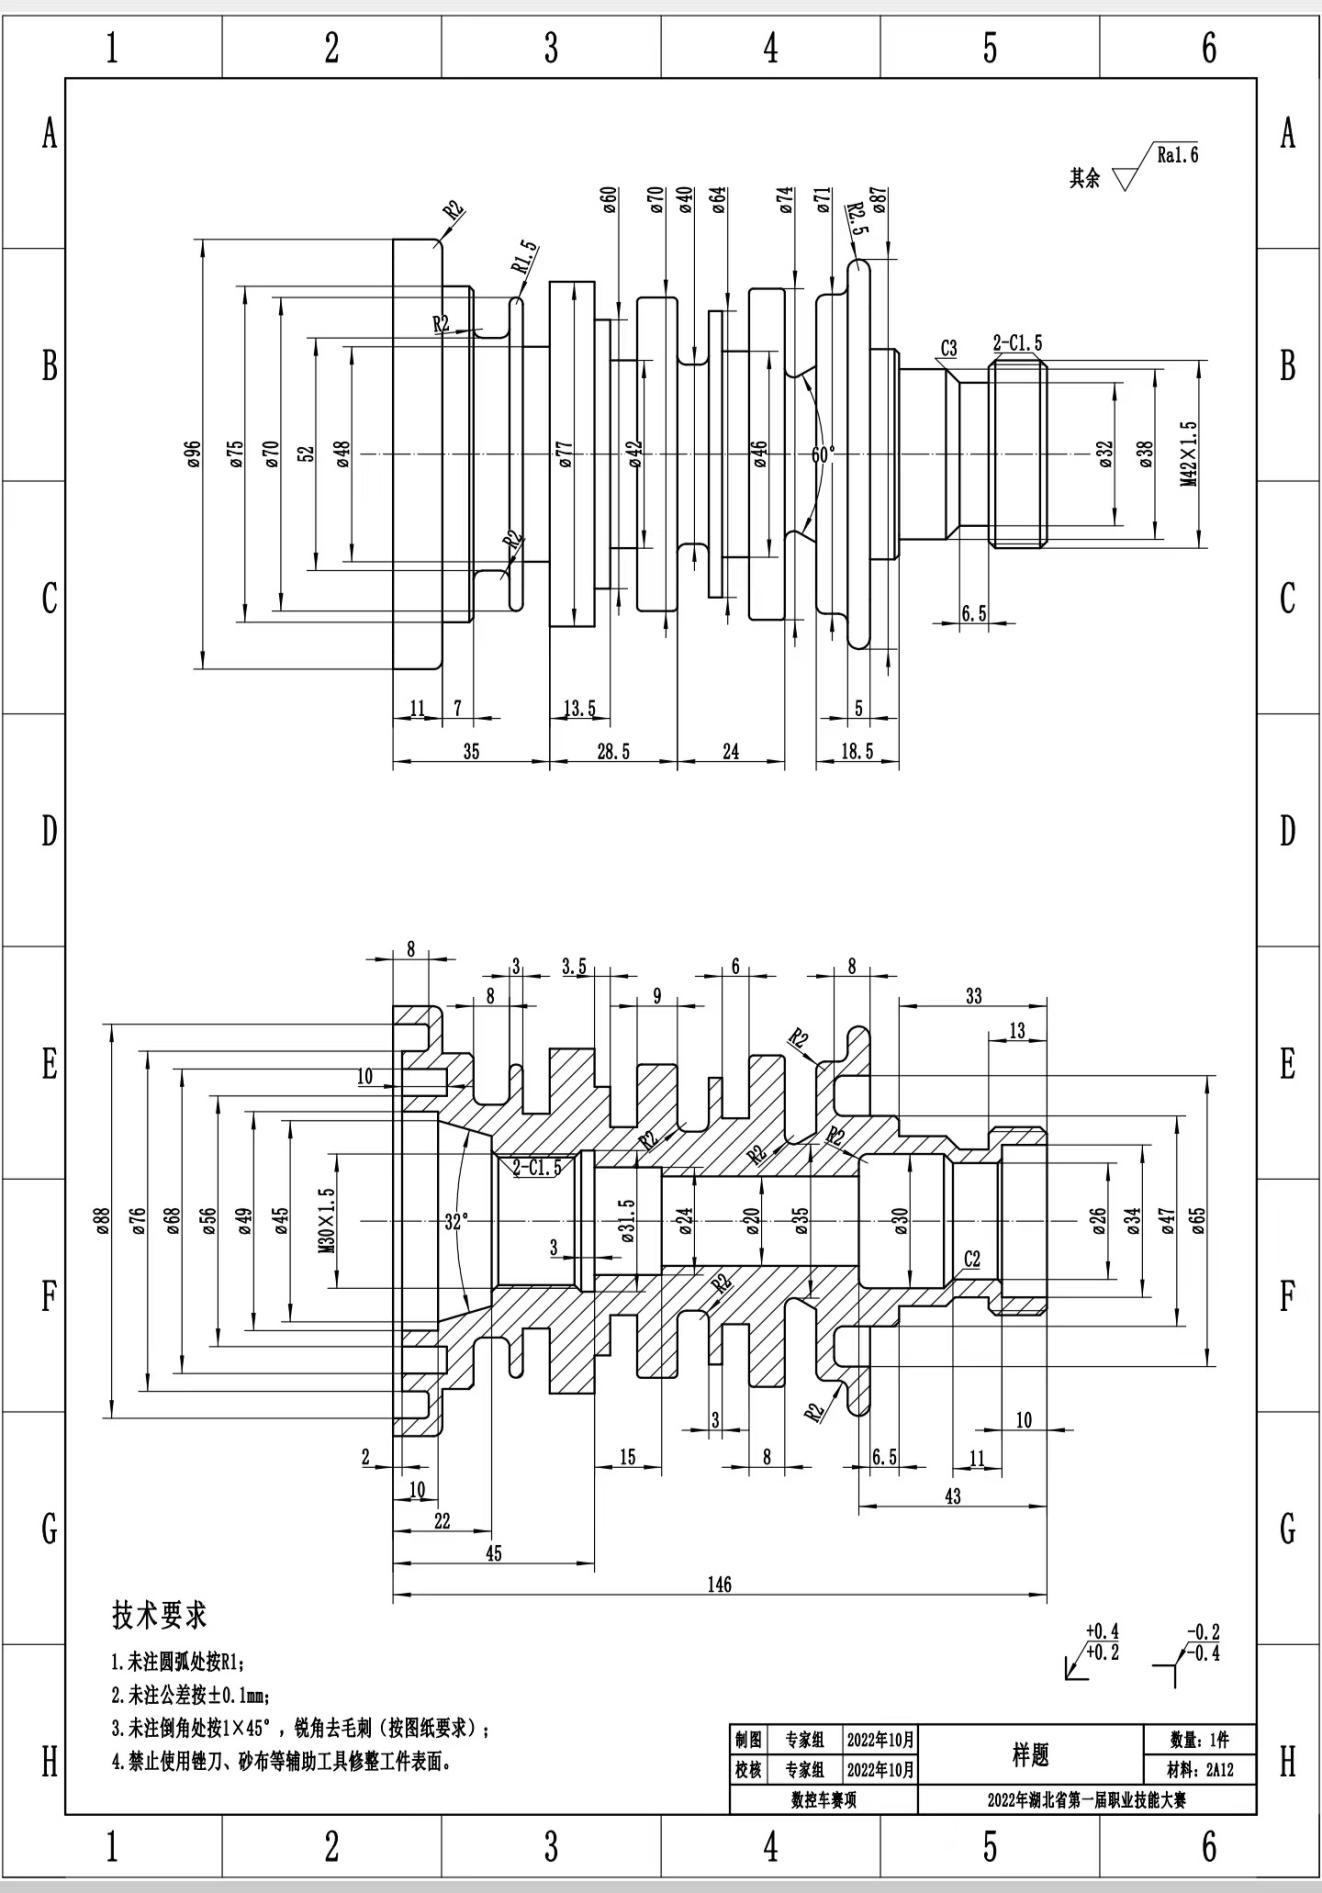 1 2 3 4 5 6
A
B
C
D
E
F
G
H
A
B
C
D
E
F
G
H
其余 Ra1.6
R2
R1.5
ø60
ø70
ø40
ø64
ø74
ø71
ø87
R2.5
R2
C3
2-C1.5
ø96
ø75
ø70
52
ø48
ø77
ø42
ø46
60°
ø32
ø38
M42×1.5
R2
6.5
11 7 13.5 5
35 28.5 24 18.5
8
3 3.5 6 8
8 9 33
13
R2
10
R2 R2 R2
2-C1.5
ø88
ø76
ø68
ø56
ø49
ø45
M30×1.5
32°
ø31.5
ø24
ø20
ø35
ø30
ø26
ø34
ø47
ø65
3
C2
R2
R2
3 10
2 15 8 6.5 11
10 43
22
45
146
技术要求
1.未注圆弧处按R1;
2.未注公差按±0.1mm;
3.未注倒角处按1×45°，锐角去毛刺（按图纸要求）;
4.禁止使用锉刀、砂布等辅助工具修整工件表面。
+0.4
+0.2
-0.2
-0.4
制图 专家组 2022年10月 样题 数量: 1件
校核 专家组 2022年10月 材料: 2A12
数控车赛项 2022年湖北省第一届职业技能大赛
1 2 3 4 5 6